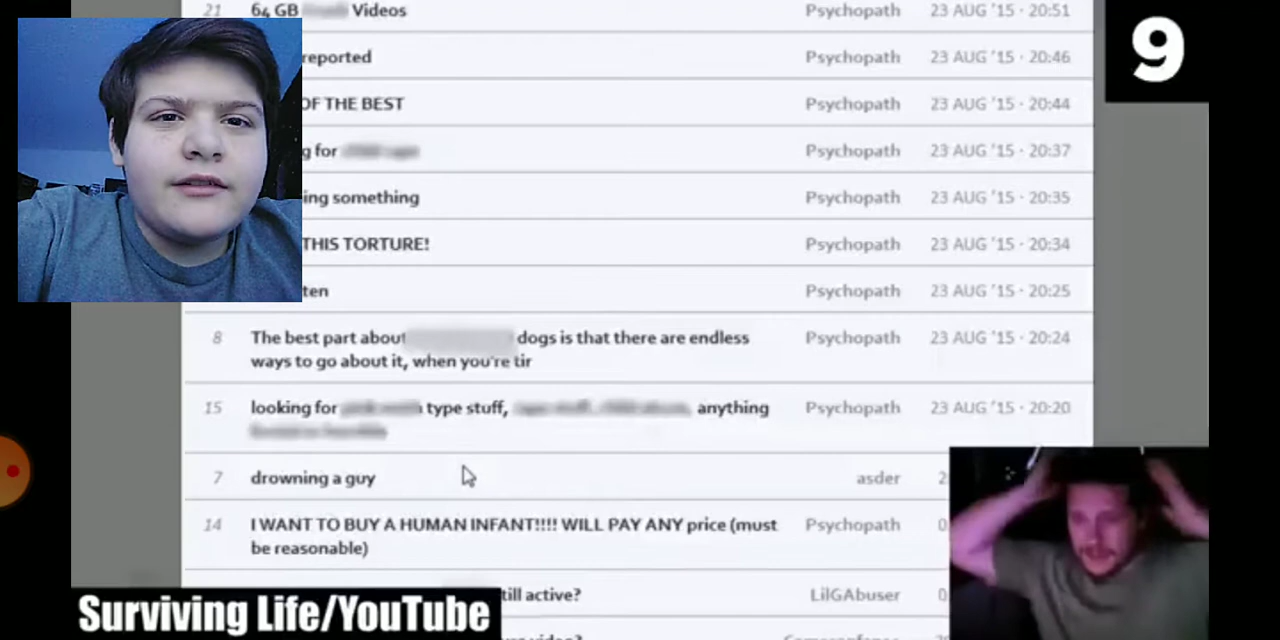 21 64 GB Videos Psychopath 23 AUG '15 · 20:51
9
reported Psychopath 23 AUG '15 · 20:46
OF THE BEST Psychopath 23 AUG '15 · 20:44
g for Psychopath 23 AUG '15 · 20:37
ing something Psychopath 23 AUG '15 · 20:35
THIS TORTURE! Psychopath 23 AUG '15 · 20:34
ten Psychopath 23 AUG '15 · 20:25
8 The best part about dogs is that there are endless Psychopath 23 AUG '15 · 20:24
ways to go about it, when you're tir
15 looking for type stuff, anything Psychopath 23 AUG '15 · 20:20
7 drowning a guy asder 2
14 I WANT TO BUY A HUMAN INFANT!!!! WILL PAY ANY price (must Psychopath 0
be reasonable)
till active? LilGAbuser 0
Surviving Life/YouTube